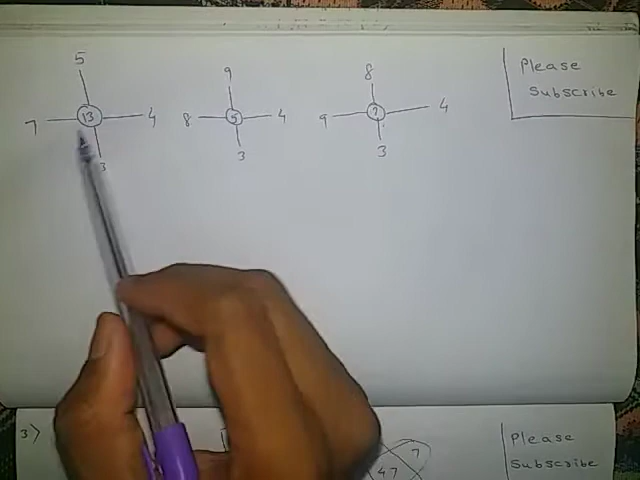 5
7 13 4
3
9
8 5 4
3
8
9 ? 4
3
Please
Subscribe
3>
7
47
Please
Subscribe